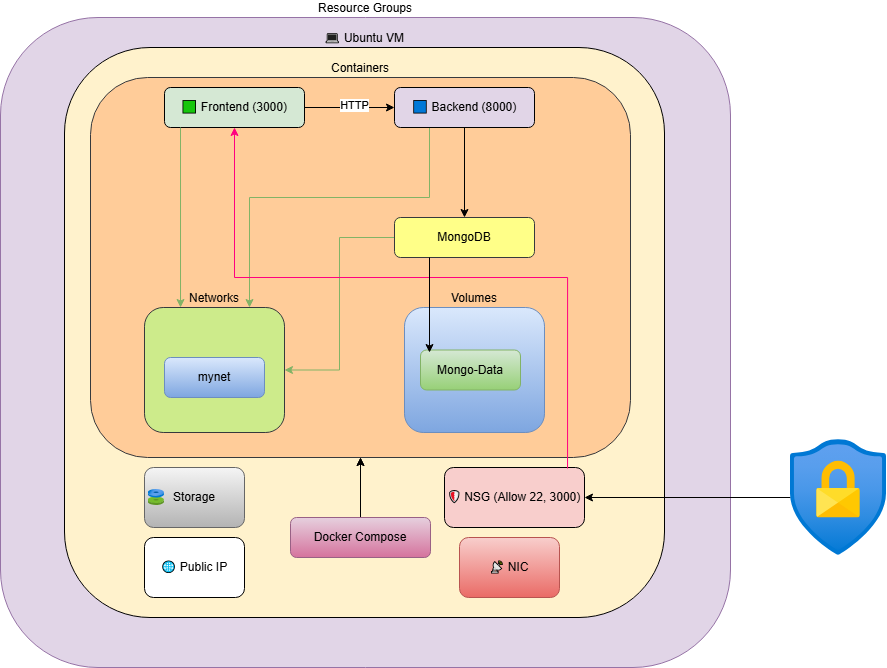 Resource Groups
Ubuntu VM
Containers
Frontend (3000)
HTTP
Backend (8000)
MongoDB
Networks
Volumes
mynet
Mongo-Data
Storage
NSG (Allow 22, 3000)
Docker Compose
Public IP
NIC